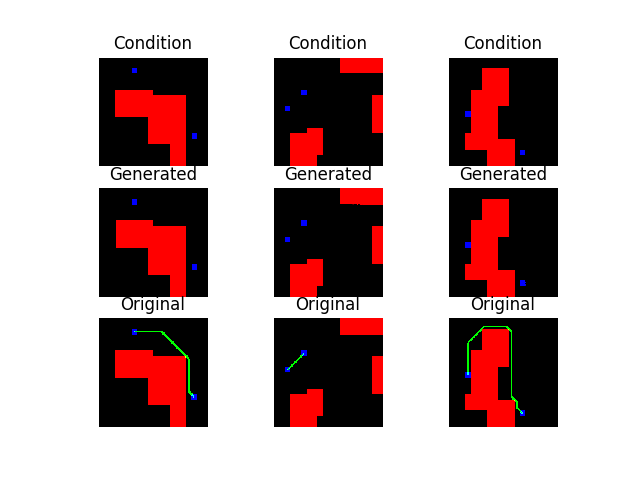 Condition Condition Condition
Generated Generated Generated
Original Original Original